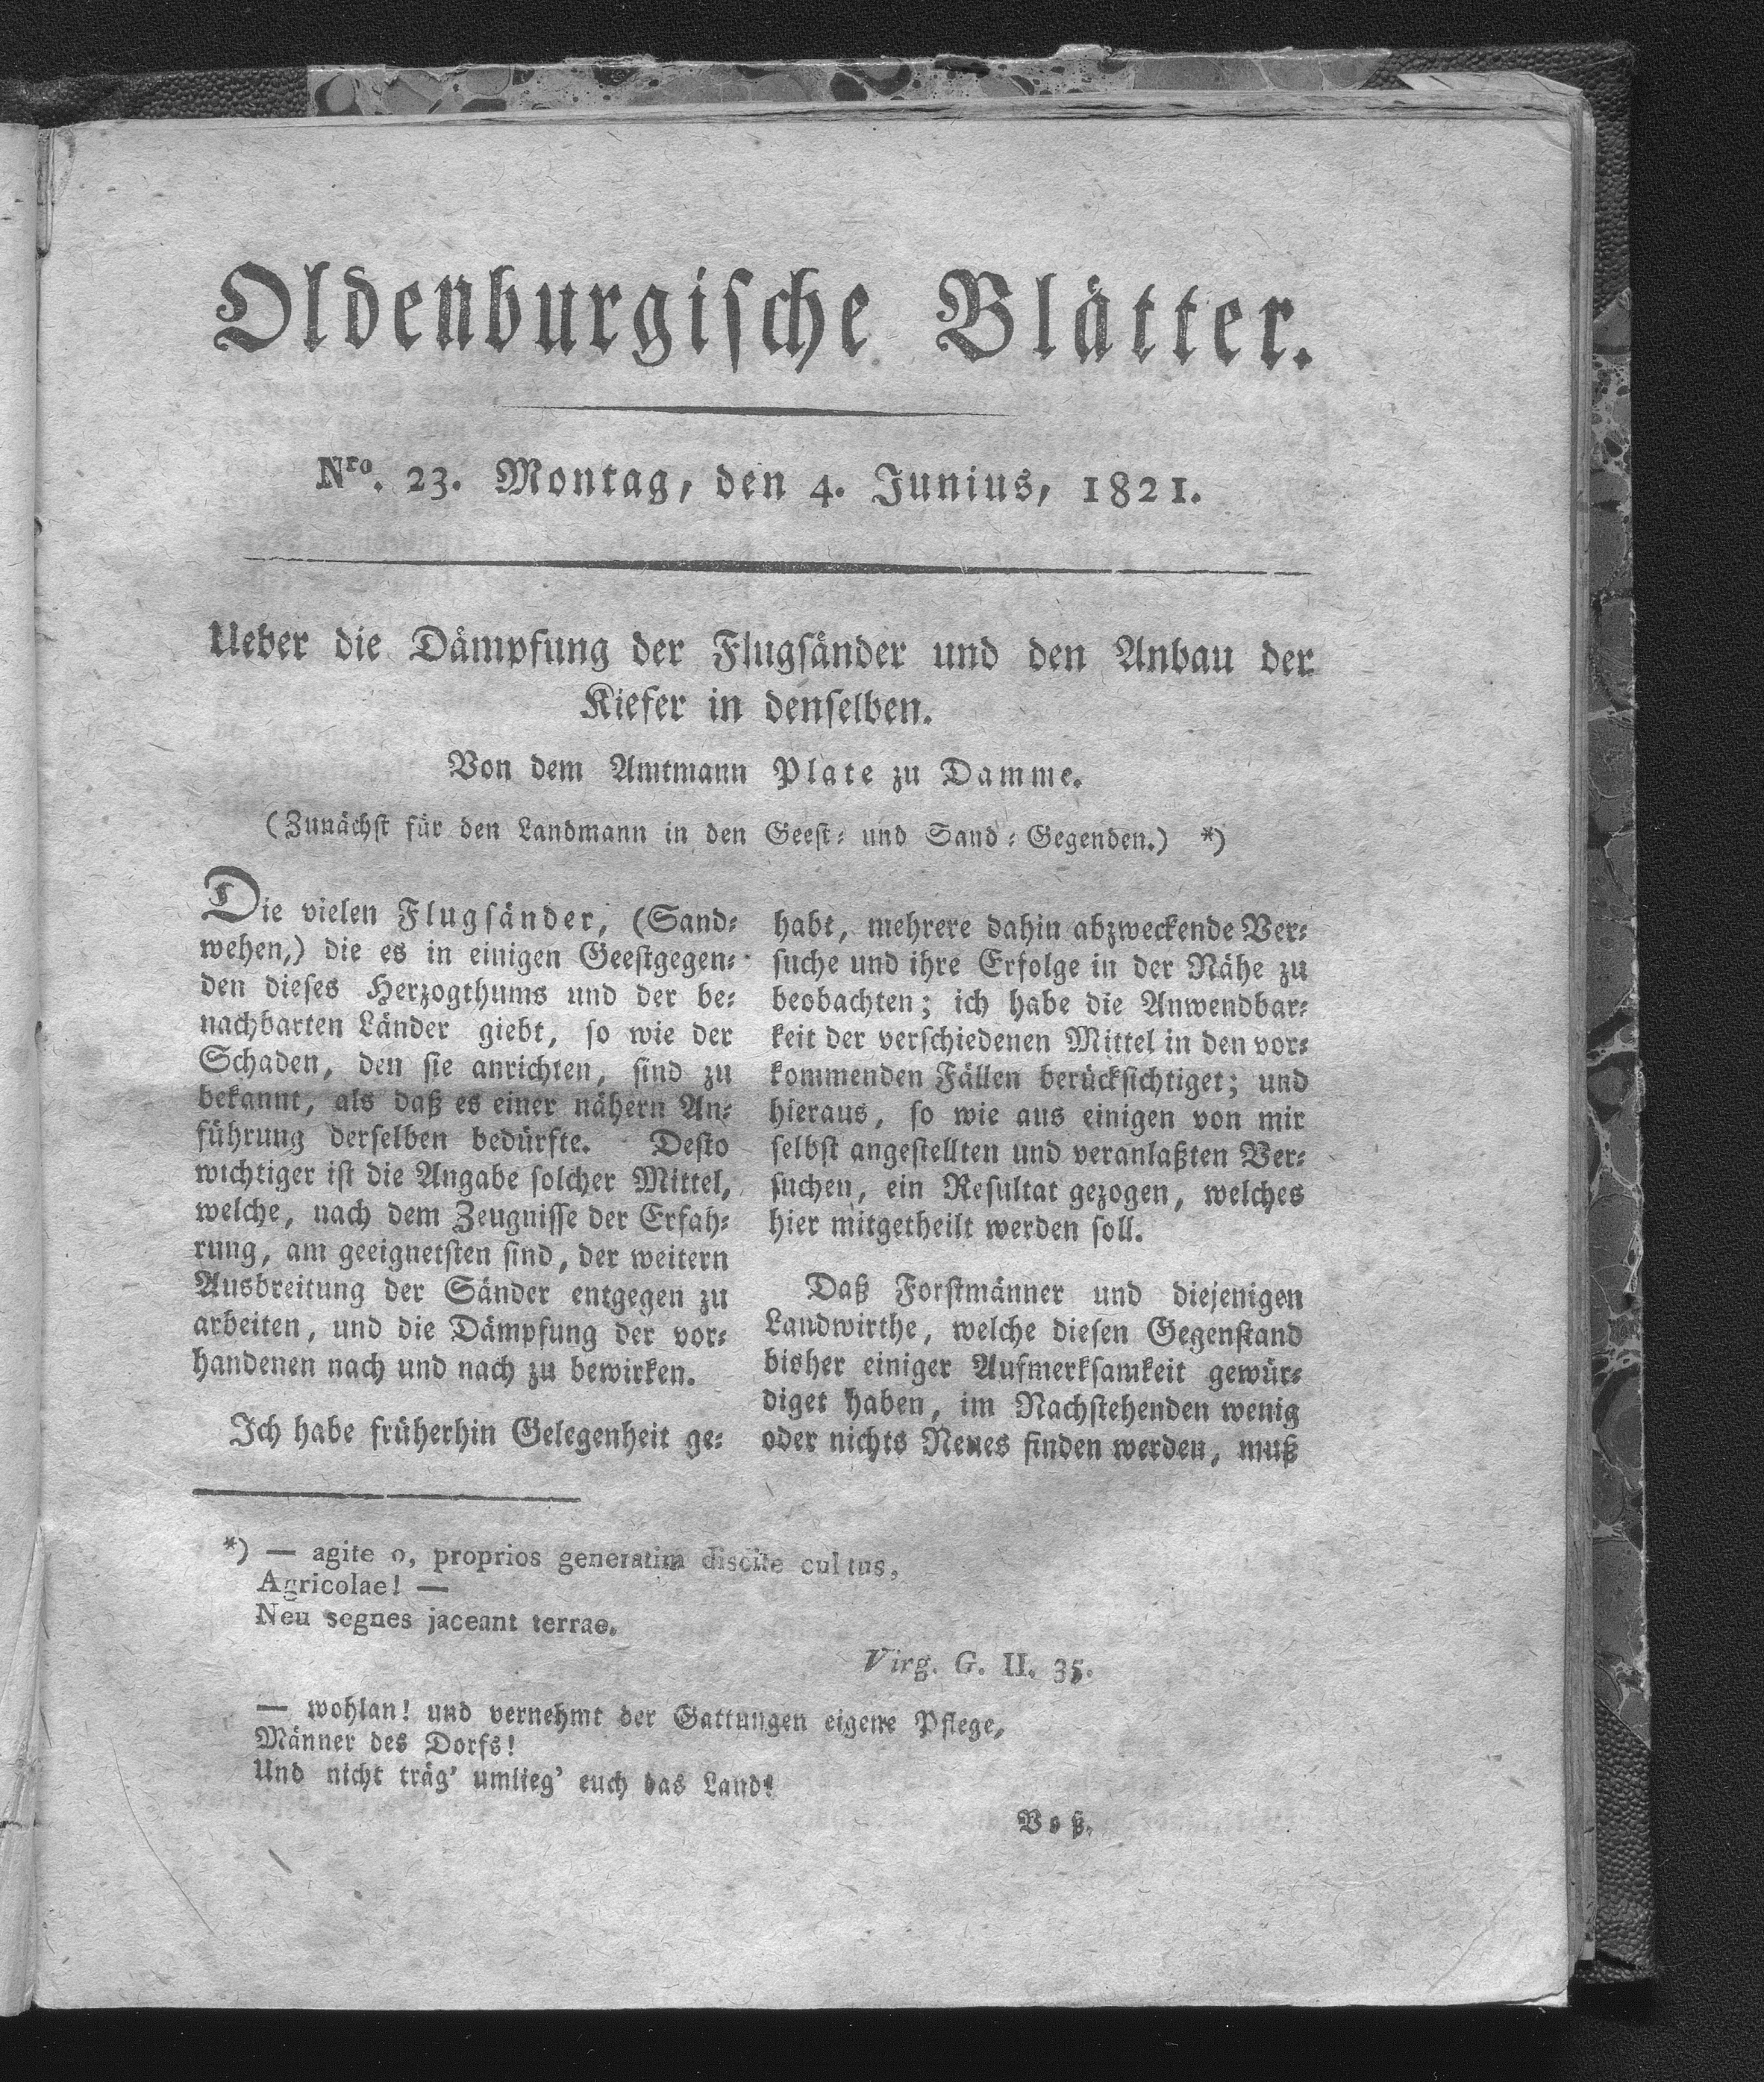 Oldenburgische Blätter.
Nro. 23. Montag, den 4. Junius, 1821.
Ueber die Dämpfung der Flugsänder und den Anbau der
Kiefer in denselben.
Von dem Amtmann Plate zu Damme.
(Zunächst für den Landmann in den Geest- und Sand-Gegenden.) *)
Die vielen Flugsänder, (Sand-
wehen,) die es in einigen Geestgegen-
den dieses Herzogthums und der be-
nachbarten Länder giebt, so wie der
Schaden, den sie anrichten, sind zu
bekannt, als daß es einer nähern An-
führung derselben bedürfte. Desto
wichtiger ist die Angabe solcher Mittel,
welche, nach dem Zeugnisse der Erfah-
rung, am geeignetsten sind, der weitern
Ausbreitung der Sänder entgegen zu
arbeiten, und die Dämpfung der vor-
handenen nach und nach zu bewirken.
Ich habe früherhin Gelegenheit ge-
habt, mehrere dahin abzweckende Ver-
suche und ihre Erfolge in der Nähe zu
beobachten; ich habe die Anwendbar-
keit der verschiedenen Mittel in den vor-
kommenden Fällen berücksichtiget; und
hieraus, so wie aus einigen von mir
selbst angestellten und veranlaßten Ver-
suchen, ein Resultat gezogen, welches
hier mitgetheilt werden soll.
Daß Forstmänner und diejenigen
Landwirthe, welche diesen Gegenstand
bisher einiger Aufmerksamkeit gewür-
diget haben, im Nachstehenden wenig
oder nichts Neues finden werden, muß
*) — agite o, proprios generatim discite cultus,
Agricolae! —
Neu segnes jaceant terrae.
Virg. G. II. 35.
— wohlan! und vernehmt der Gattungen eigene Pflege,
Männer des Dorfs!
Und nicht träg' umlieg' euch das Land!
Voß.